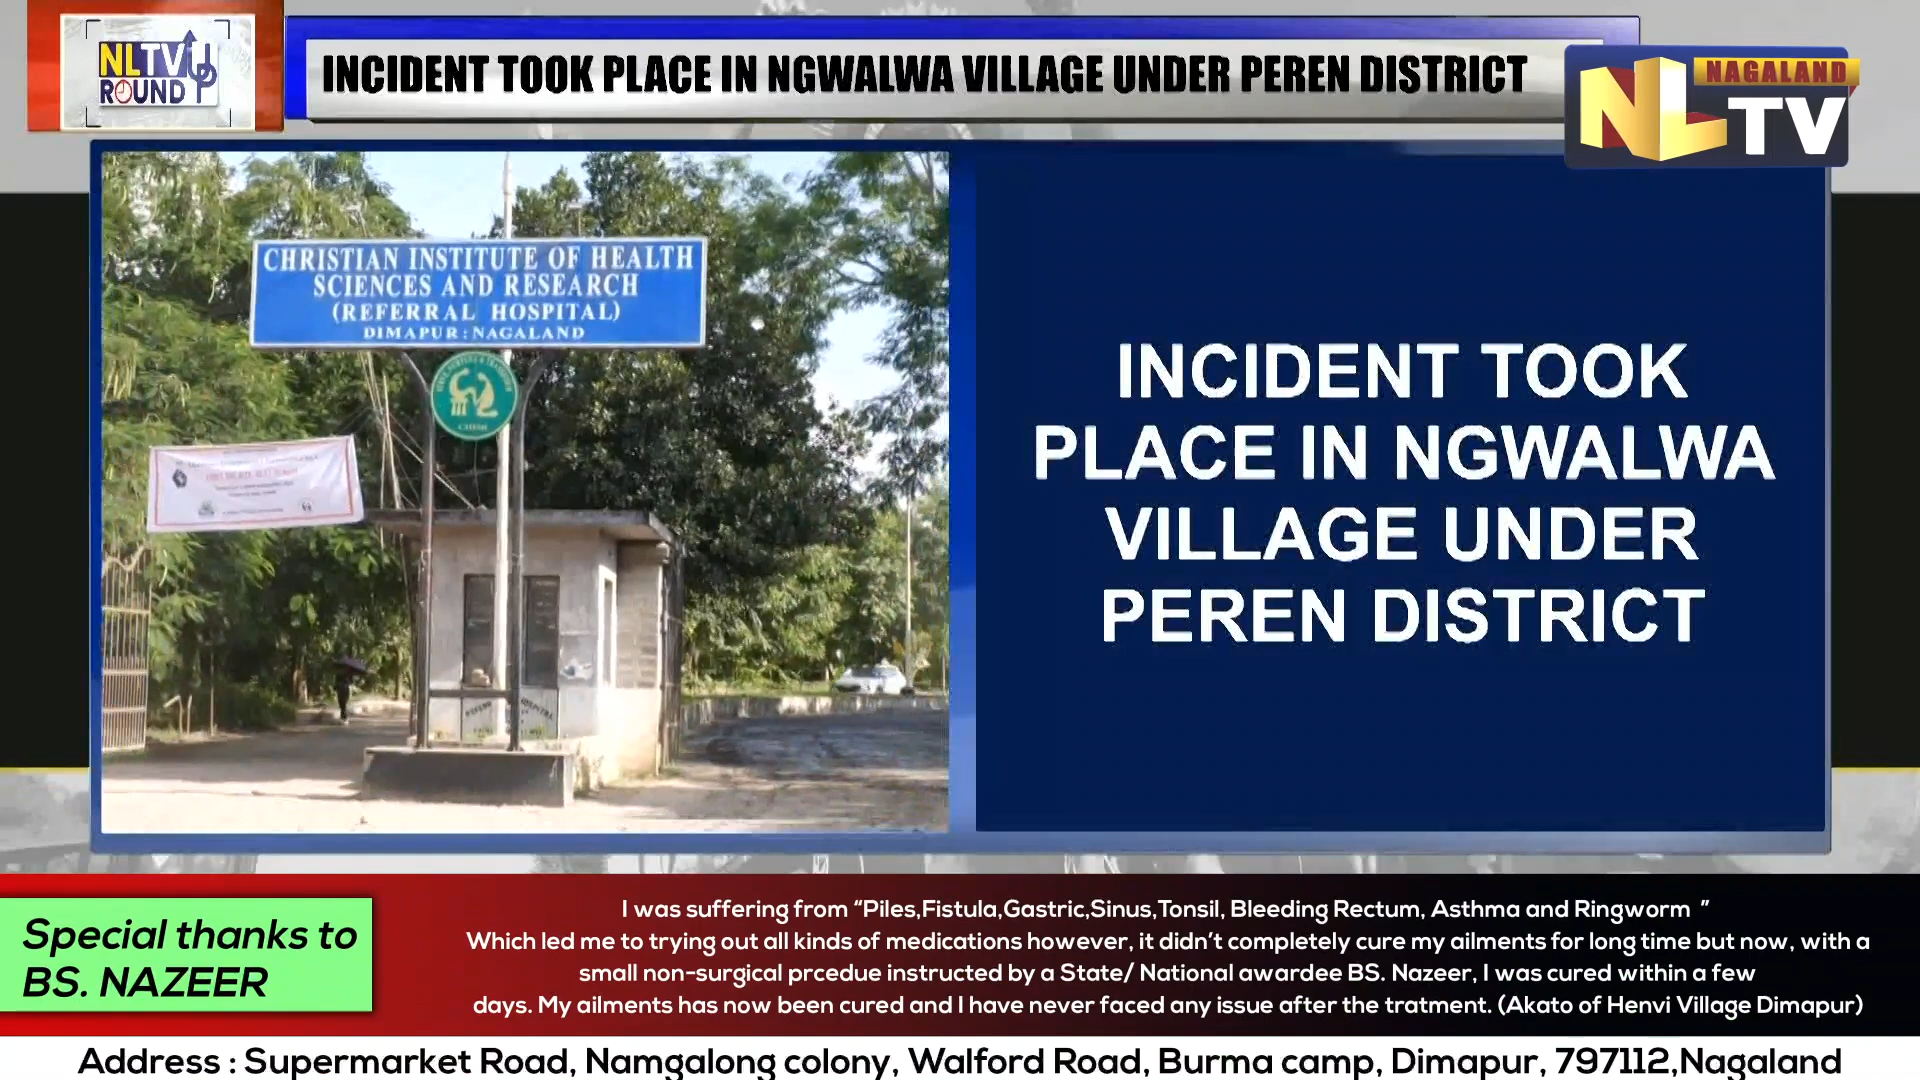 NLTV
ROUND UP
INCIDENT TOOK PLACE IN NGWALWA VILLAGE UNDER PEREN DISTRICT
NAGALAND
NLTV
CHRISTIAN INSTITUTE OF HEALTH
SCIENCES AND RESEARCH
(REFERRAL HOSPITAL)
DIMAPUR : NAGALAND
INCIDENT TOOK
PLACE IN NGWALWA
VILLAGE UNDER
PEREN DISTRICT
Special thanks to
BS. NAZEER
I was suffering from “Piles,Fistula,Gastric,Sinus,Tonsil, Bleeding Rectum, Asthma and Ringworm ”
Which led me to trying out all kinds of medications however, it didn’t completely cure my ailments for long time but now, with a
small non-surgical prcedue instructed by a State/ National awardee BS. Nazeer, I was cured within a few
days. My ailments has now been cured and I have never faced any issue after the tratment. (Akato of Henvi Village Dimapur)
Address : Supermarket Road, Namgalong colony, Walford Road, Burma camp, Dimapur, 797112,Nagaland